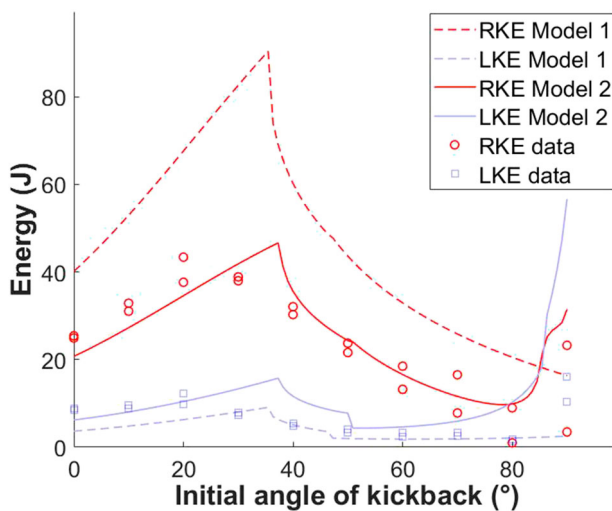 RKE Model 1
LKE Model 1
RKE Model 2
LKE Model 2
RKE data
LKE data
Energy (J)
80
60
40
20
0
0 20 40 60 80
Initial angle of kickback (°)